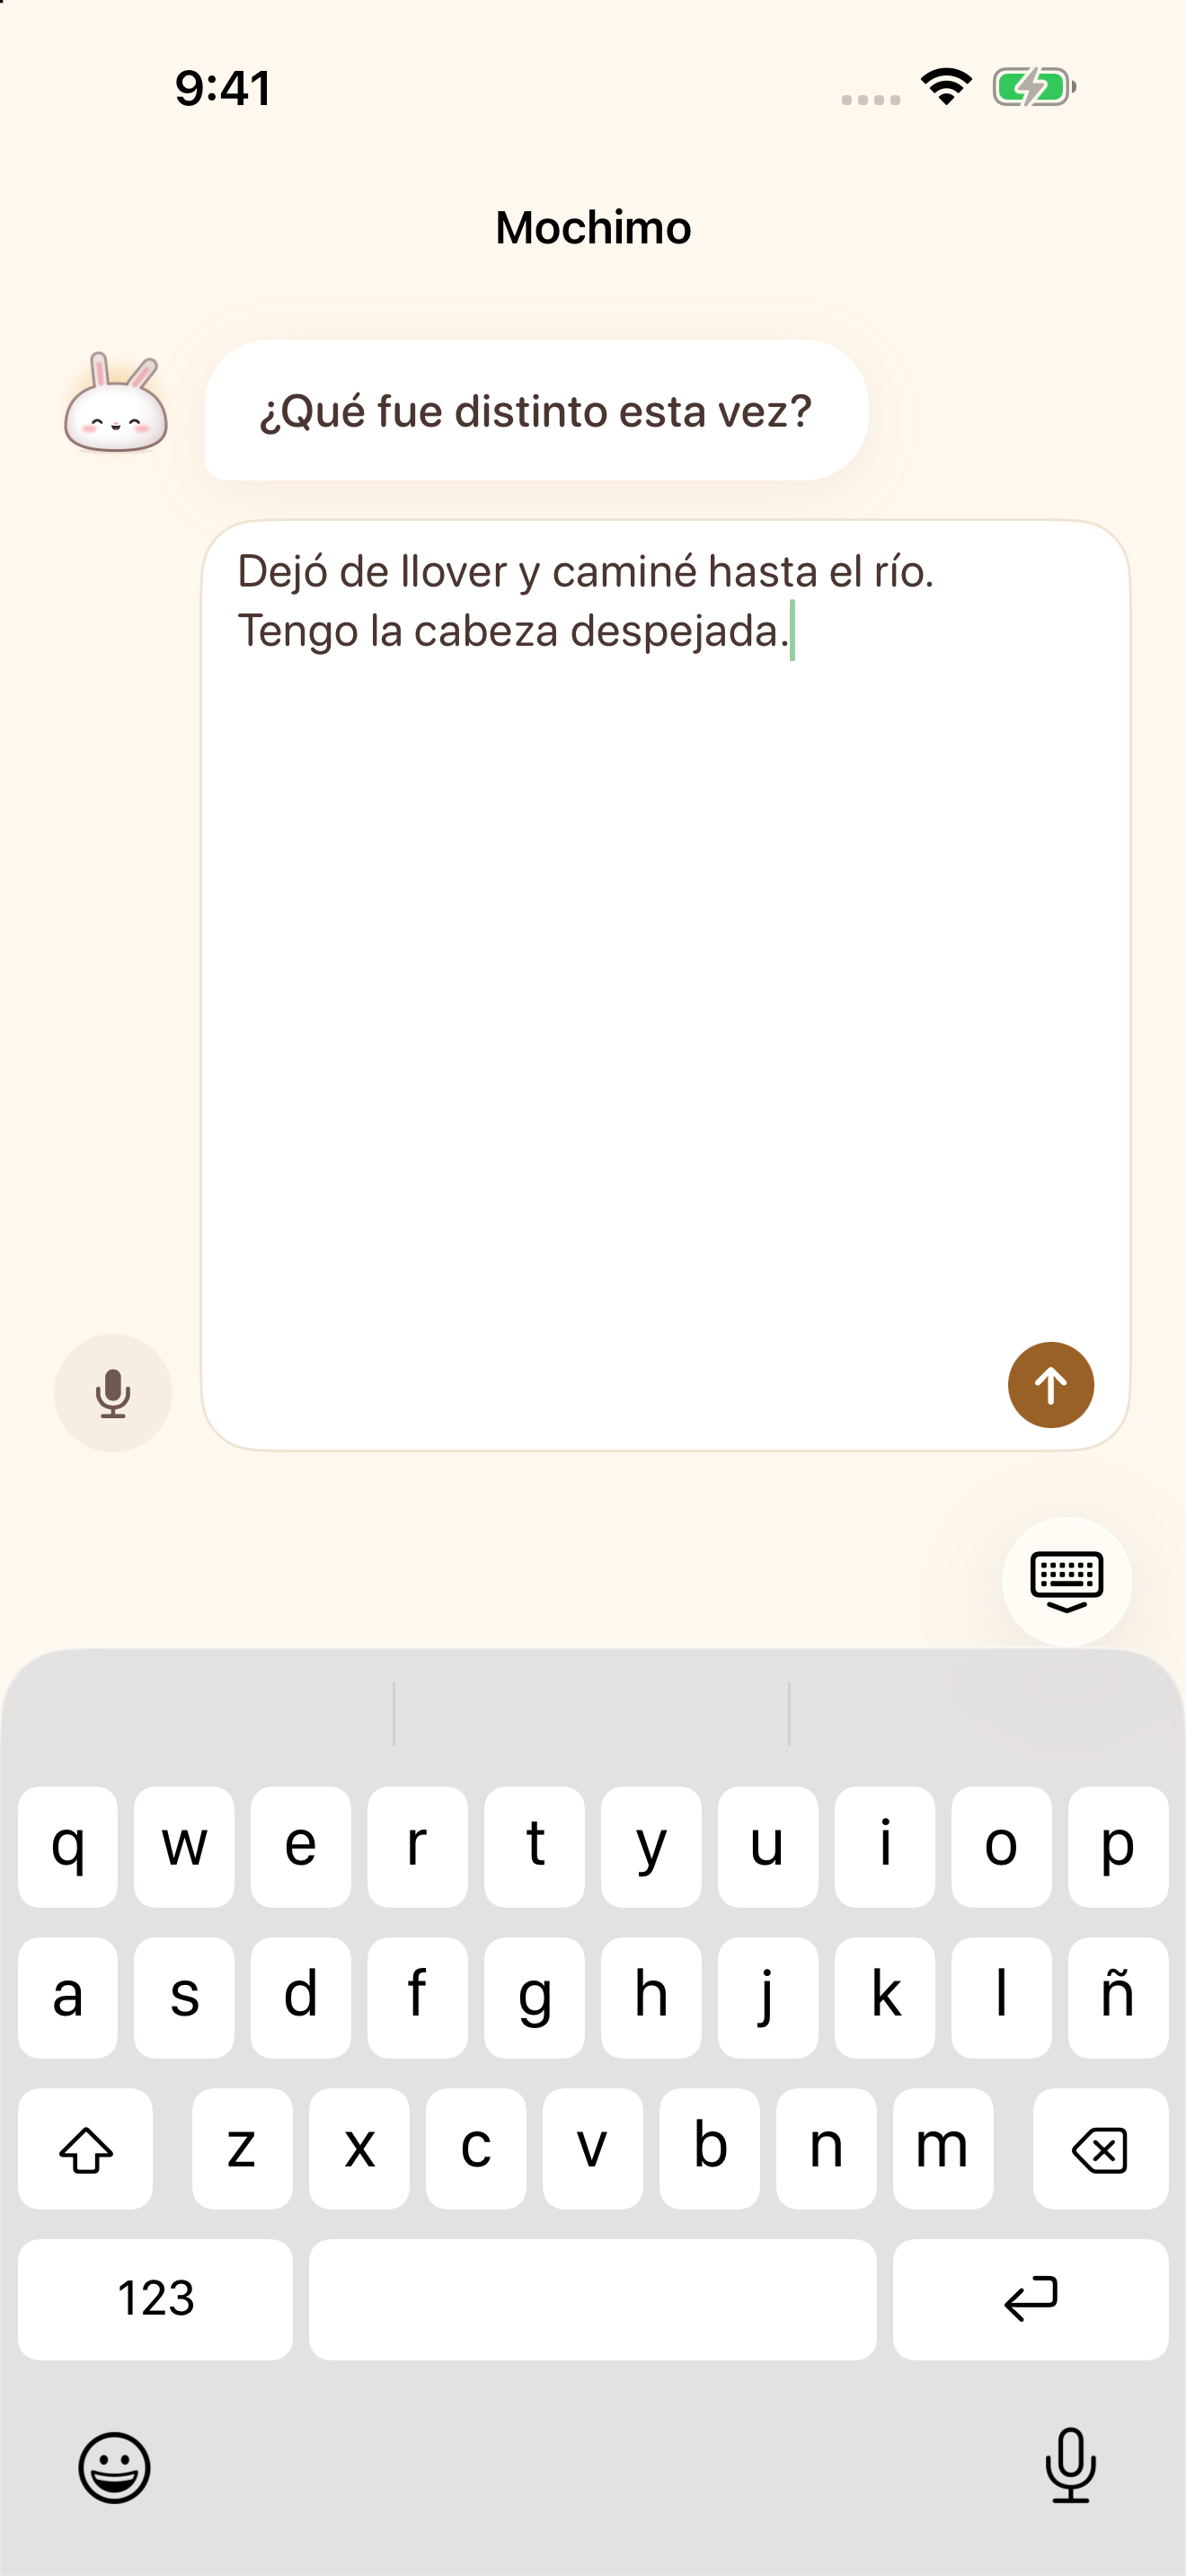 9:41
Mochimo
¿Qué fue distinto esta vez?
Dejó de llover y caminé hasta el río.
Tengo la cabeza despejada.
q w e r t y u i o p
a s d f g h j k l ñ
z x c v b n m
123